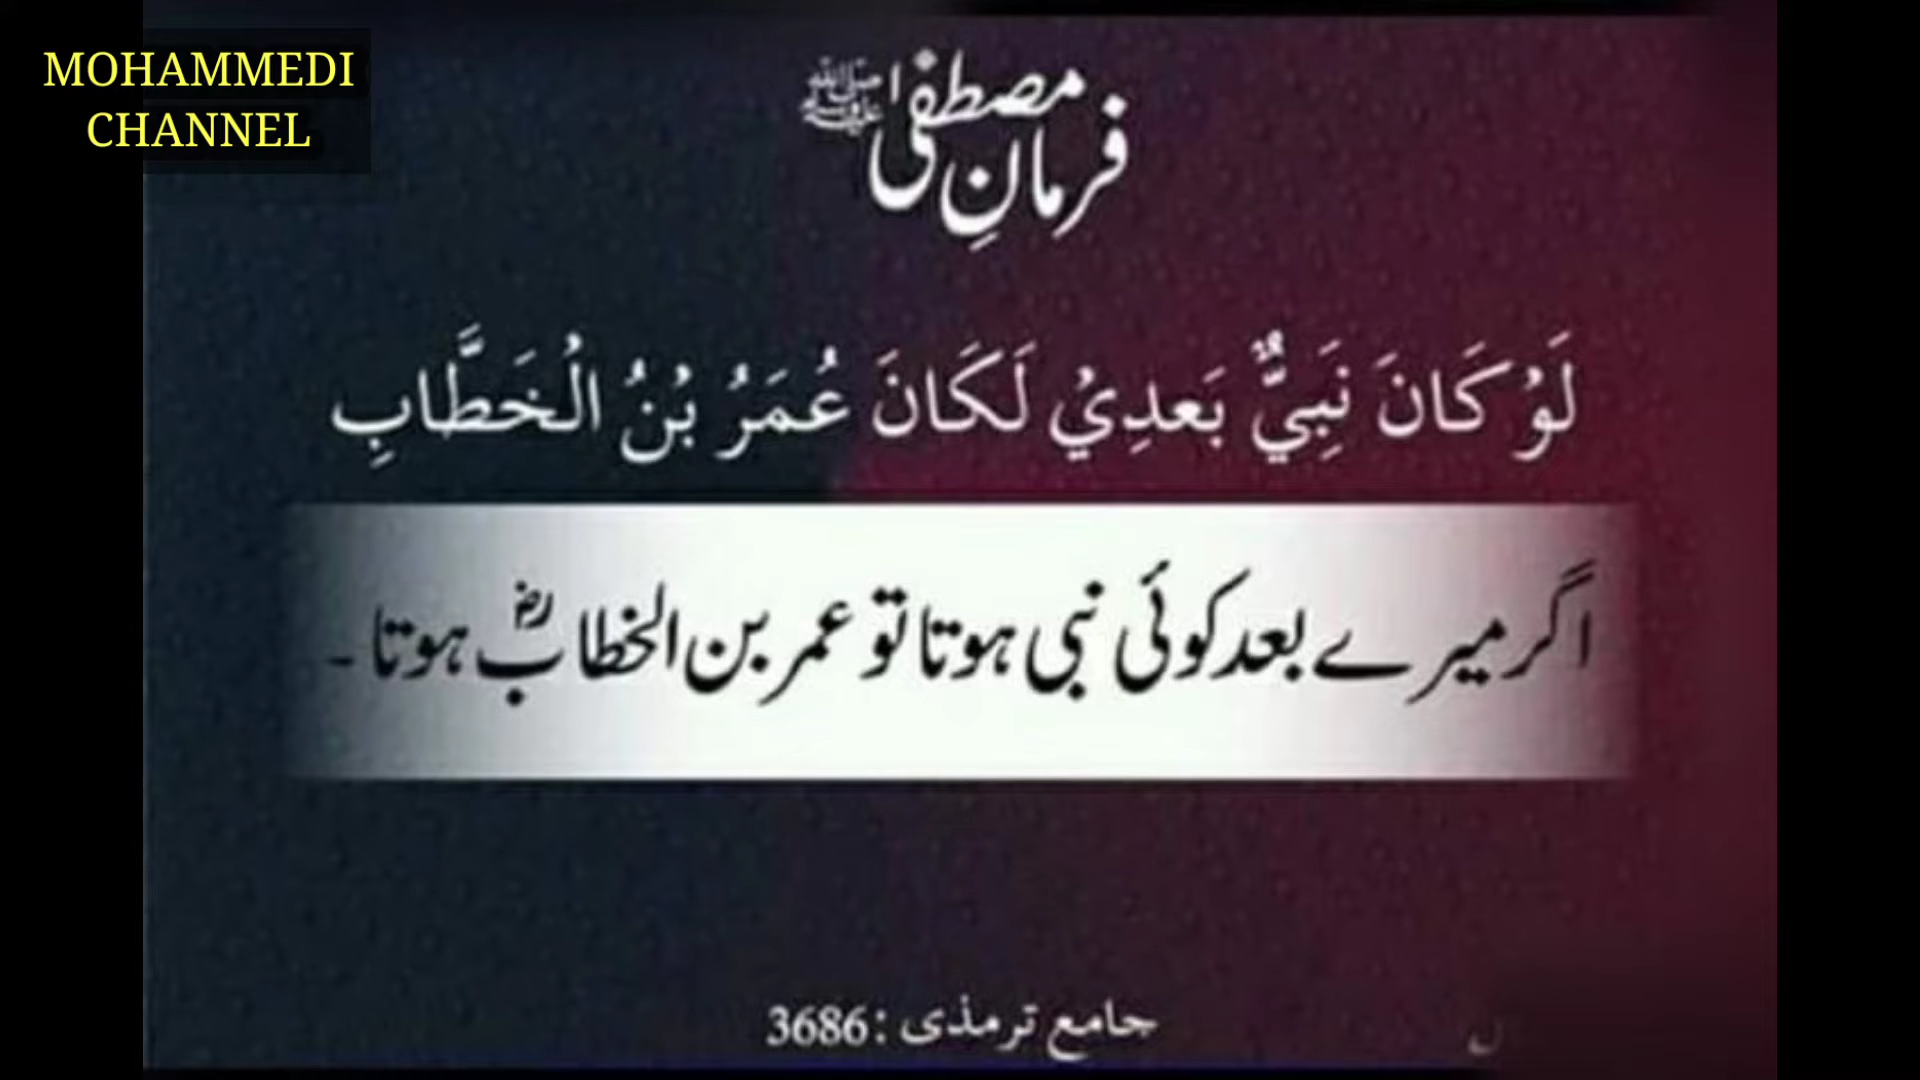 MOHAMMEDI
CHANNEL
فرمانِ مصطفیٰ ﷺ
لَوْ كَانَ نَبِيٌّ بَعدِيْ لَكَانَ عُمَرُ بْنُ الْخَطَّابِ
اگر میرے بعد کوئی نبی ہوتا تو عمر بن الخطابؓ ہوتا۔
جامع ترمذی : 3686